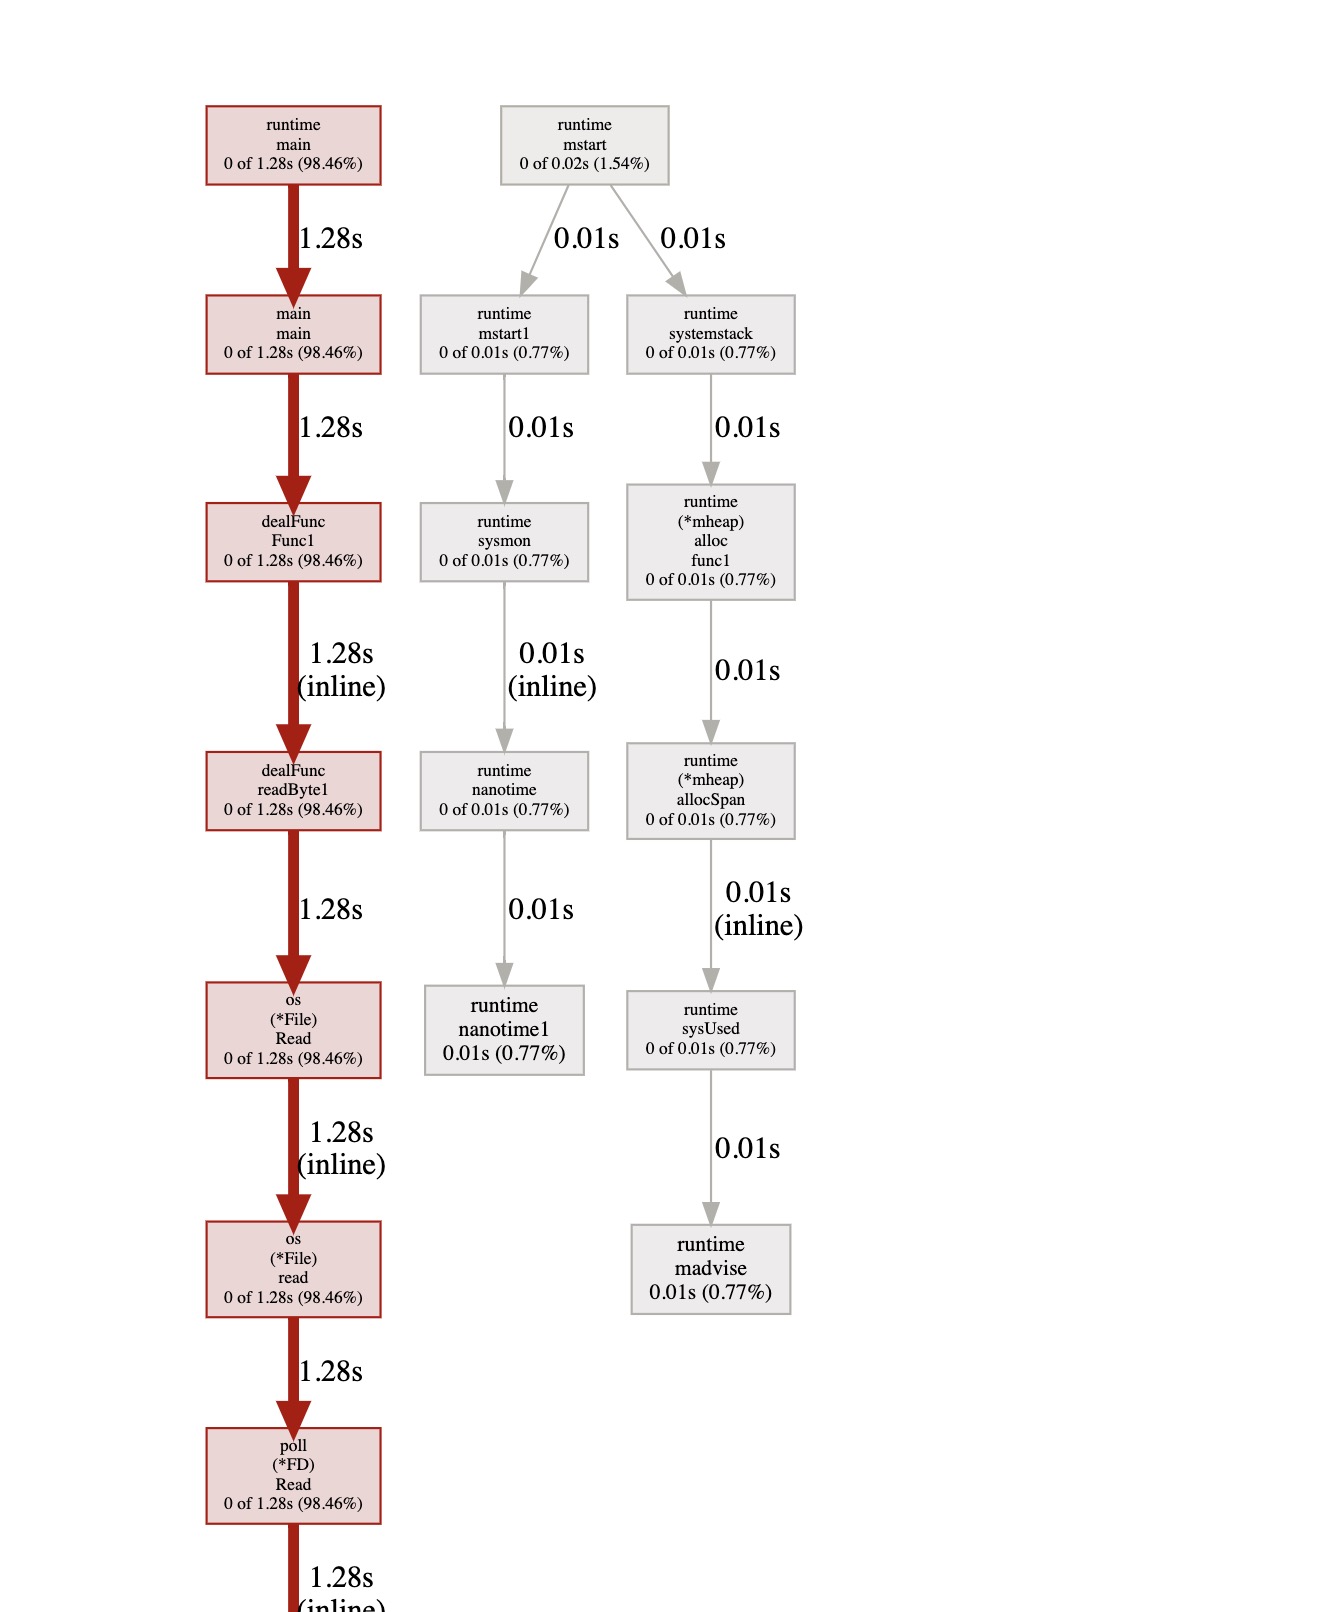 runtime
main
0 of 1.28s (98.46%)
1.28s
main
main
0 of 1.28s (98.46%)
1.28s
dealFunc
Func1
0 of 1.28s (98.46%)
1.28s
(inline)
dealFunc
readByte1
0 of 1.28s (98.46%)
1.28s
os
(*File)
Read
0 of 1.28s (98.46%)
1.28s
(inline)
os
(*File)
read
0 of 1.28s (98.46%)
1.28s
poll
(*FD)
Read
0 of 1.28s (98.46%)
1.28s
(inline)
runtime
mstart
0 of 0.02s (1.54%)
0.01s
0.01s
runtime
mstart1
0 of 0.01s (0.77%)
0.01s
runtime
sysmon
0 of 0.01s (0.77%)
0.01s
(inline)
runtime
nanotime
0 of 0.01s (0.77%)
0.01s
runtime
nanotime1
0.01s (0.77%)
runtime
systemstack
0 of 0.01s (0.77%)
0.01s
runtime
(*mheap)
alloc
func1
0 of 0.01s (0.77%)
0.01s
runtime
(*mheap)
allocSpan
0 of 0.01s (0.77%)
0.01s
(inline)
runtime
sysUsed
0 of 0.01s (0.77%)
0.01s
runtime
madvise
0.01s (0.77%)